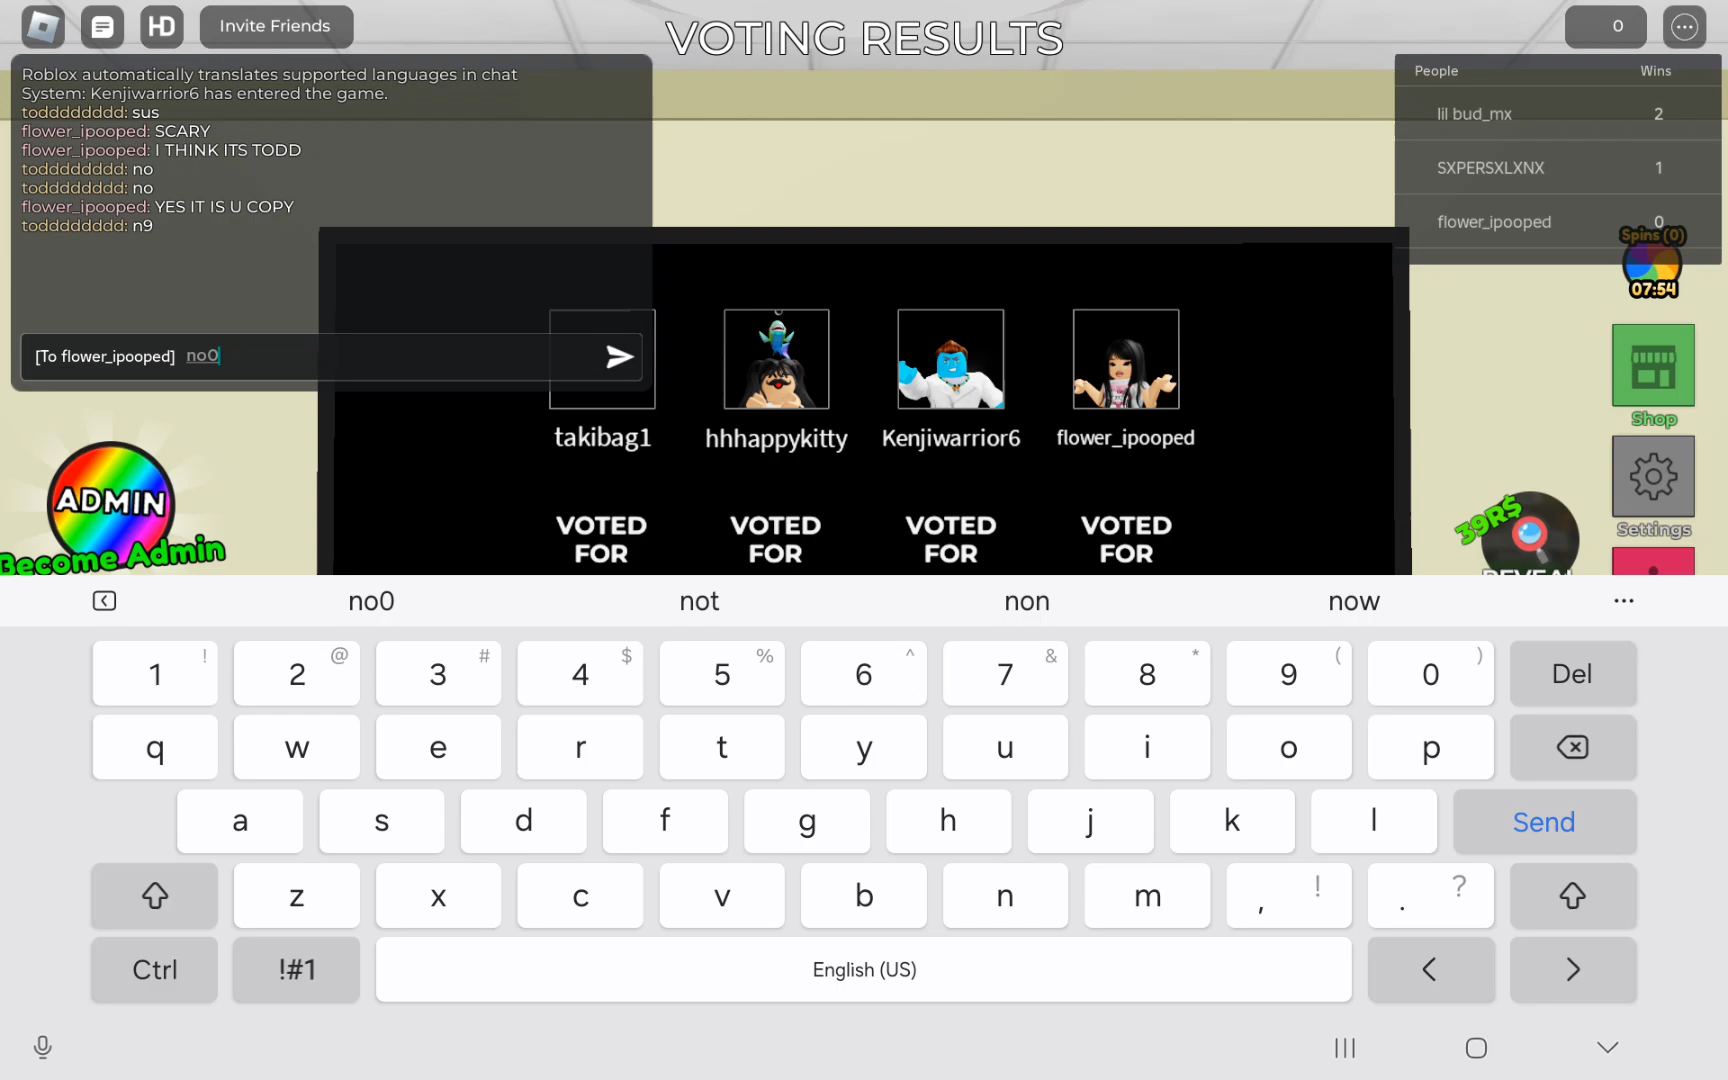 HD
Invite Friends
VOTING RESULTS
0
Roblox automatically translates supported languages in chat
System: Kenjiwarrior6 has entered the game.
toddddddddd: sus
flower_ipooped: SCARY
flower_ipooped: I THINK ITS TODD
toddddddddd: no
toddddddddd: no
flower_ipooped: YES IT IS U COPY
toddddddddd: n9
[To flower_ipooped] no0
People Wins
lil bud_mx 2
SXPERSXLXNX 1
flower_ipooped 0
Spins (0)
07:54
Shop
Settings
39R$
REVEAL
ADMIN
Become Admin
takibag1 hhhappykitty Kenjiwarrior6 flower_ipooped
VOTED FOR VOTED FOR VOTED FOR VOTED FOR
no0 not non now
1 ! 2 @ 3 # 4 $ 5 % 6 ^ 7 & 8 * 9 ( 0 ) Del
q w e r t y u i o p
a s d f g h j k l Send
z x c v b n m , ! . ?
Ctrl !#1 English (US) < >